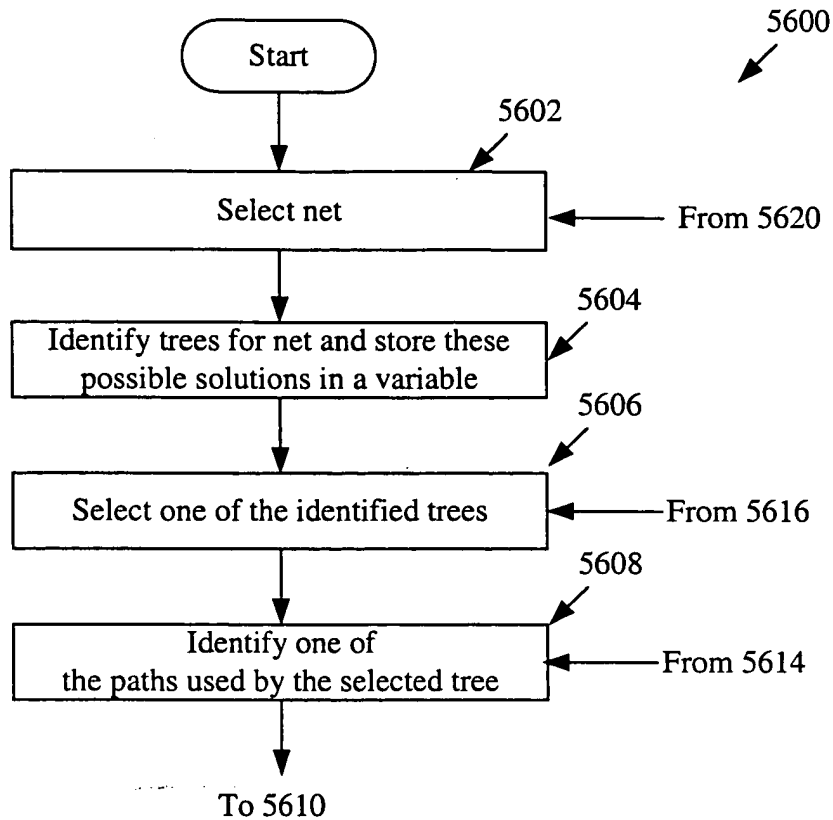 5600
Start
5602
Select net
From 5620
5604
Identify trees for net and store these
possible solutions in a variable
5606
Select one of the identified trees
From 5616
5608
Identify one of
the paths used by the selected tree
From 5614
To 5610